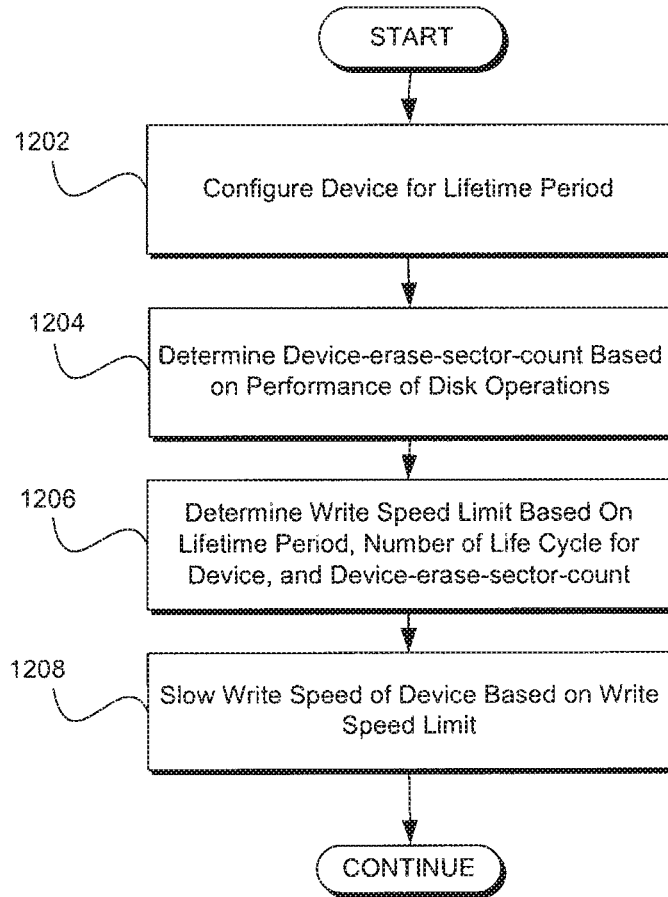 START
1202
Configure Device for Lifetime Period
1204
Determine Device-erase-sector-count Based
on Performance of Disk Operations
1206
Determine Write Speed Limit Based On
Lifetime Period, Number of Life Cycle for
Device, and Device-erase-sector-count
1208
Slow Write Speed of Device Based on Write
Speed Limit
CONTINUE